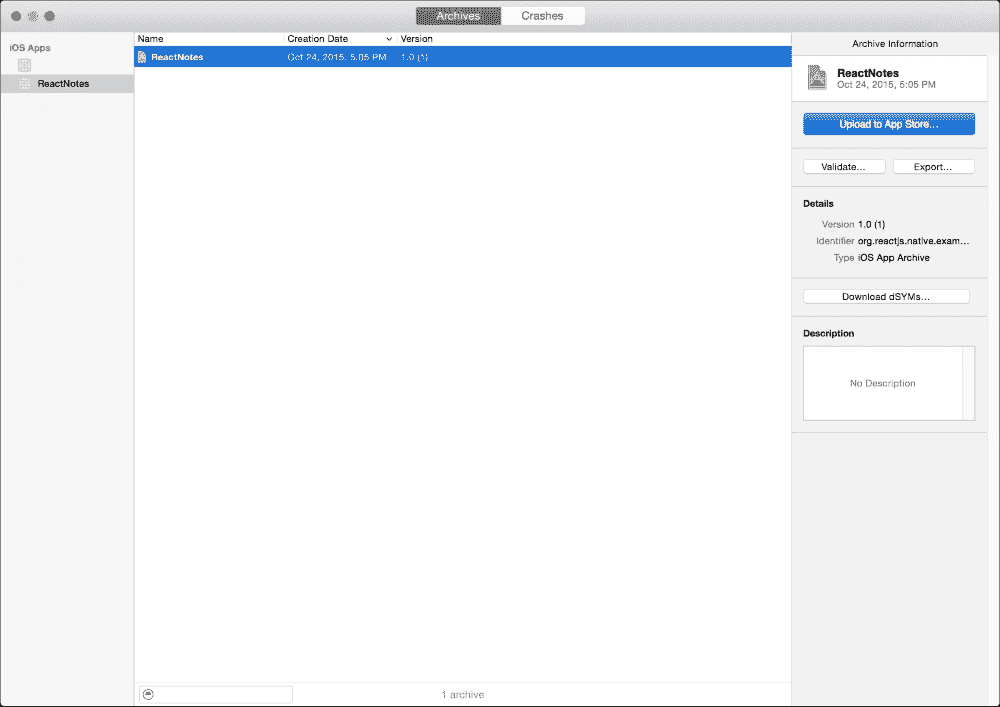 Archives Crashes
iOS Apps
ReactNotes
Name Creation Date Version
ReactNotes Oct 24, 2015, 5:05 PM 1.0 (1)
1 archive
Archive Information
ReactNotes
Oct 24, 2015, 5:05 PM
Upload to App Store...
Validate... Export...
Details
Version 1.0 (1)
Identifier org.reactjs.native.exam...
Type iOS App Archive
Download dSYMs...
Description
No Description